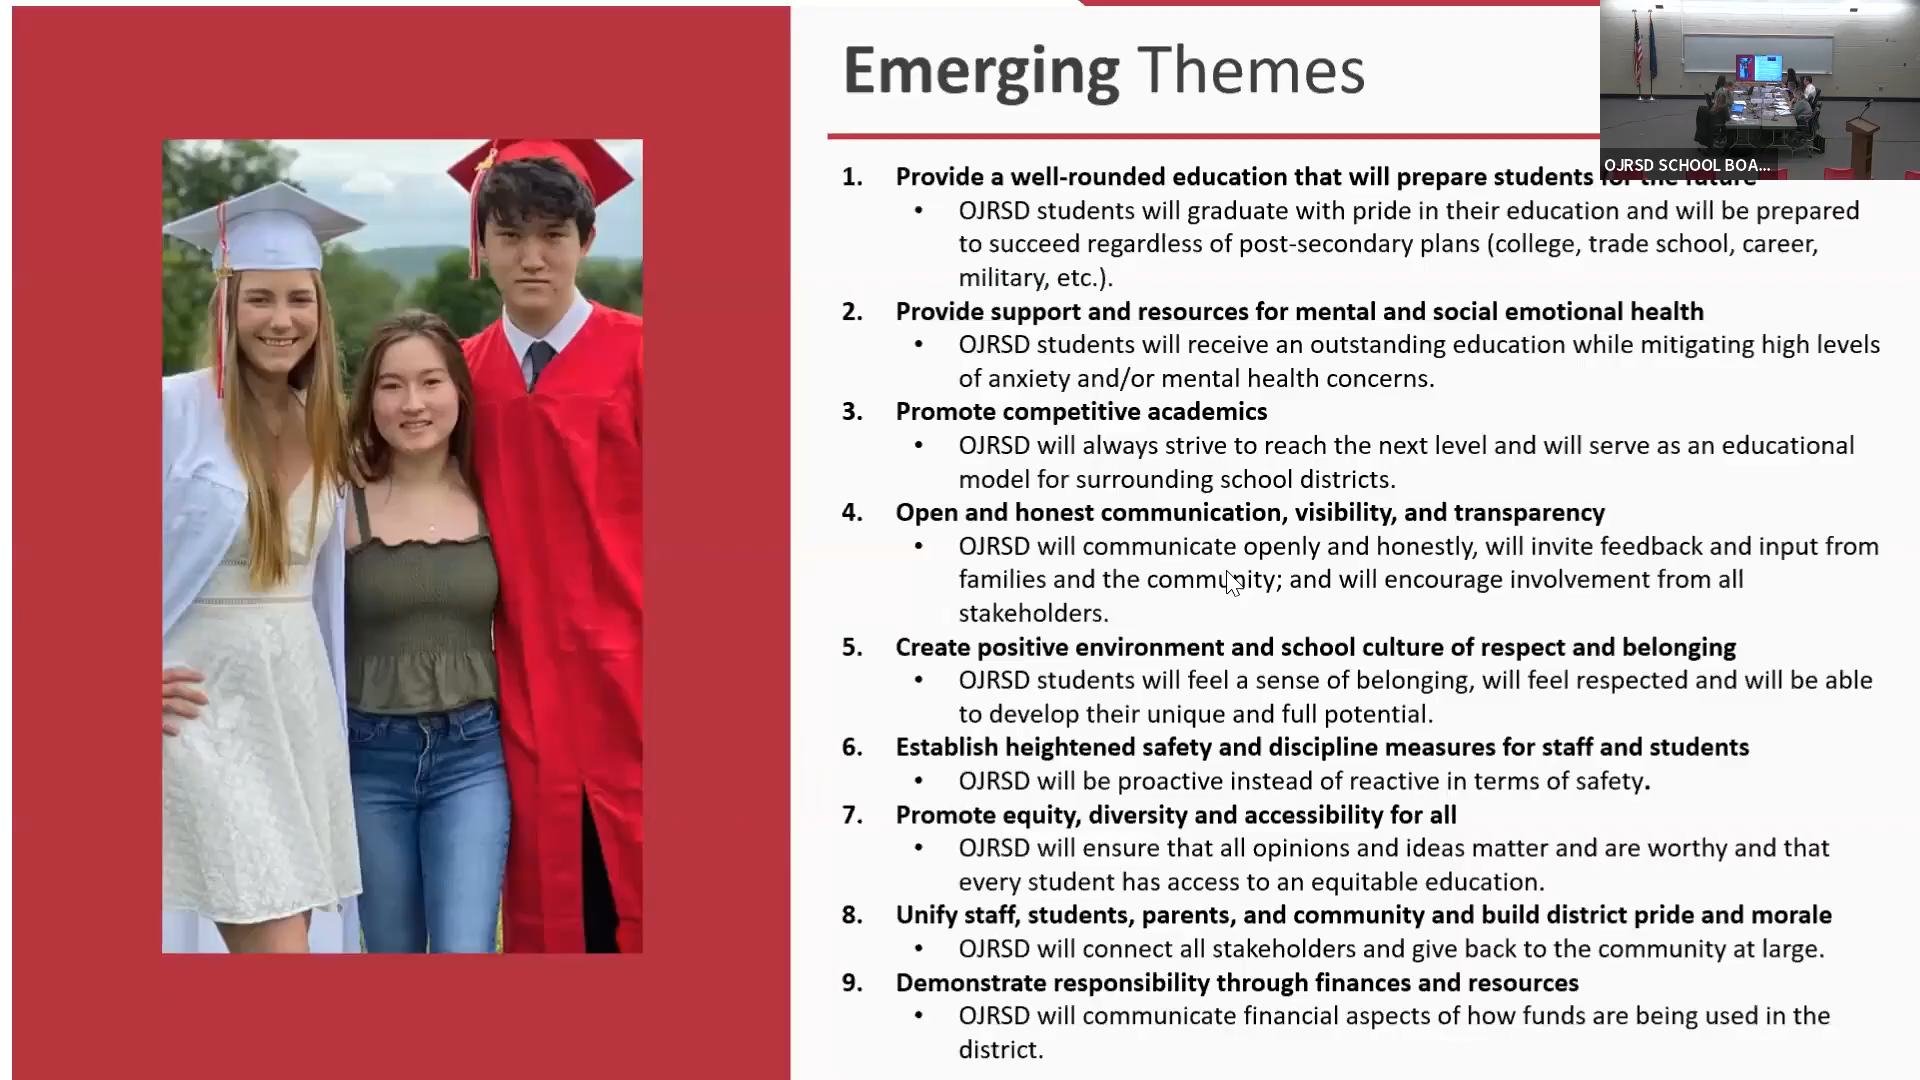 Emerging Themes
OJRSD SCHOOL BOA...
1. Provide a well-rounded education that will prepare students for the future
• OJRSD students will graduate with pride in their education and will be prepared
to succeed regardless of post-secondary plans (college, trade school, career,
military, etc.).
2. Provide support and resources for mental and social emotional health
• OJRSD students will receive an outstanding education while mitigating high levels
of anxiety and/or mental health concerns.
3. Promote competitive academics
• OJRSD will always strive to reach the next level and will serve as an educational
model for surrounding school districts.
4. Open and honest communication, visibility, and transparency
• OJRSD will communicate openly and honestly, will invite feedback and input from
families and the community; and will encourage involvement from all
stakeholders.
5. Create positive environment and school culture of respect and belonging
• OJRSD students will feel a sense of belonging, will feel respected and will be able
to develop their unique and full potential.
6. Establish heightened safety and discipline measures for staff and students
• OJRSD will be proactive instead of reactive in terms of safety.
7. Promote equity, diversity and accessibility for all
• OJRSD will ensure that all opinions and ideas matter and are worthy and that
every student has access to an equitable education.
8. Unify staff, students, parents, and community and build district pride and morale
• OJRSD will connect all stakeholders and give back to the community at large.
9. Demonstrate responsibility through finances and resources
• OJRSD will communicate financial aspects of how funds are being used in the
district.